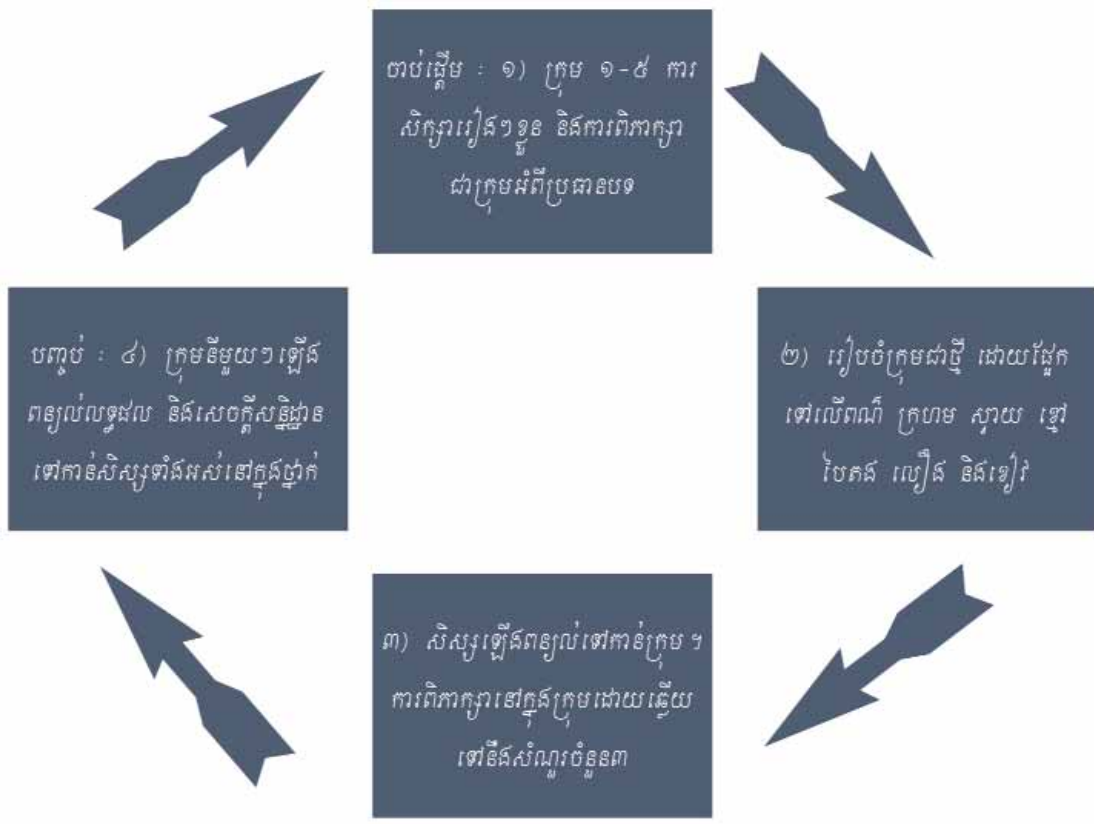 ចាប់ផ្តើម : ១) ក្រុម ១-៥ ការ
សិក្សារៀងៗខ្លួន និងការពិភាក្សា
ជាក្រុមអំពីប្រធានបទ
២) រៀបចំក្រុមជាថ្មី ដោយផ្អែក
ទៅលើពណ៌ ក្រហម ស្វាយ ខ្មៅ
បៃតង លឿង និងខៀវ
៣) សិស្សឡើងពន្យល់ទៅកាន់ក្រុម ។
ការពិភាក្សានៅក្នុងក្រុមដោយឆ្លើយ
ទៅនឹងសំណួរចំនួន៣
បញ្ចប់ : ៤) ក្រុមនីមួយៗឡើង
ពន្យល់លទ្ធផល និងសេចក្តីសន្និដ្ឋាន
ទៅកាន់សិស្សទាំងអស់នៅក្នុងថ្នាក់